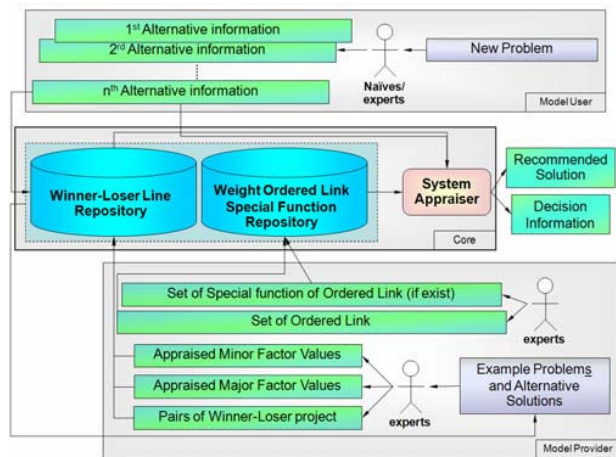 1st Alternative information
2rd Alternative information
nth Alternative information
Naïves/
experts
New Problem
Model User
Winner-Loser Line
Repository
Weight Ordered Link
Special Function
Repository
System
Appraiser
Core
Recommended
Solution
Decision
Information
Set of Special function of Ordered Link (if exist)
Set of Ordered Link
experts
Appraised Minor Factor Values
Appraised Major Factor Values
Pairs of Winner-Loser project
experts
Example Problems
and Alternative
Solutions
Model Provider